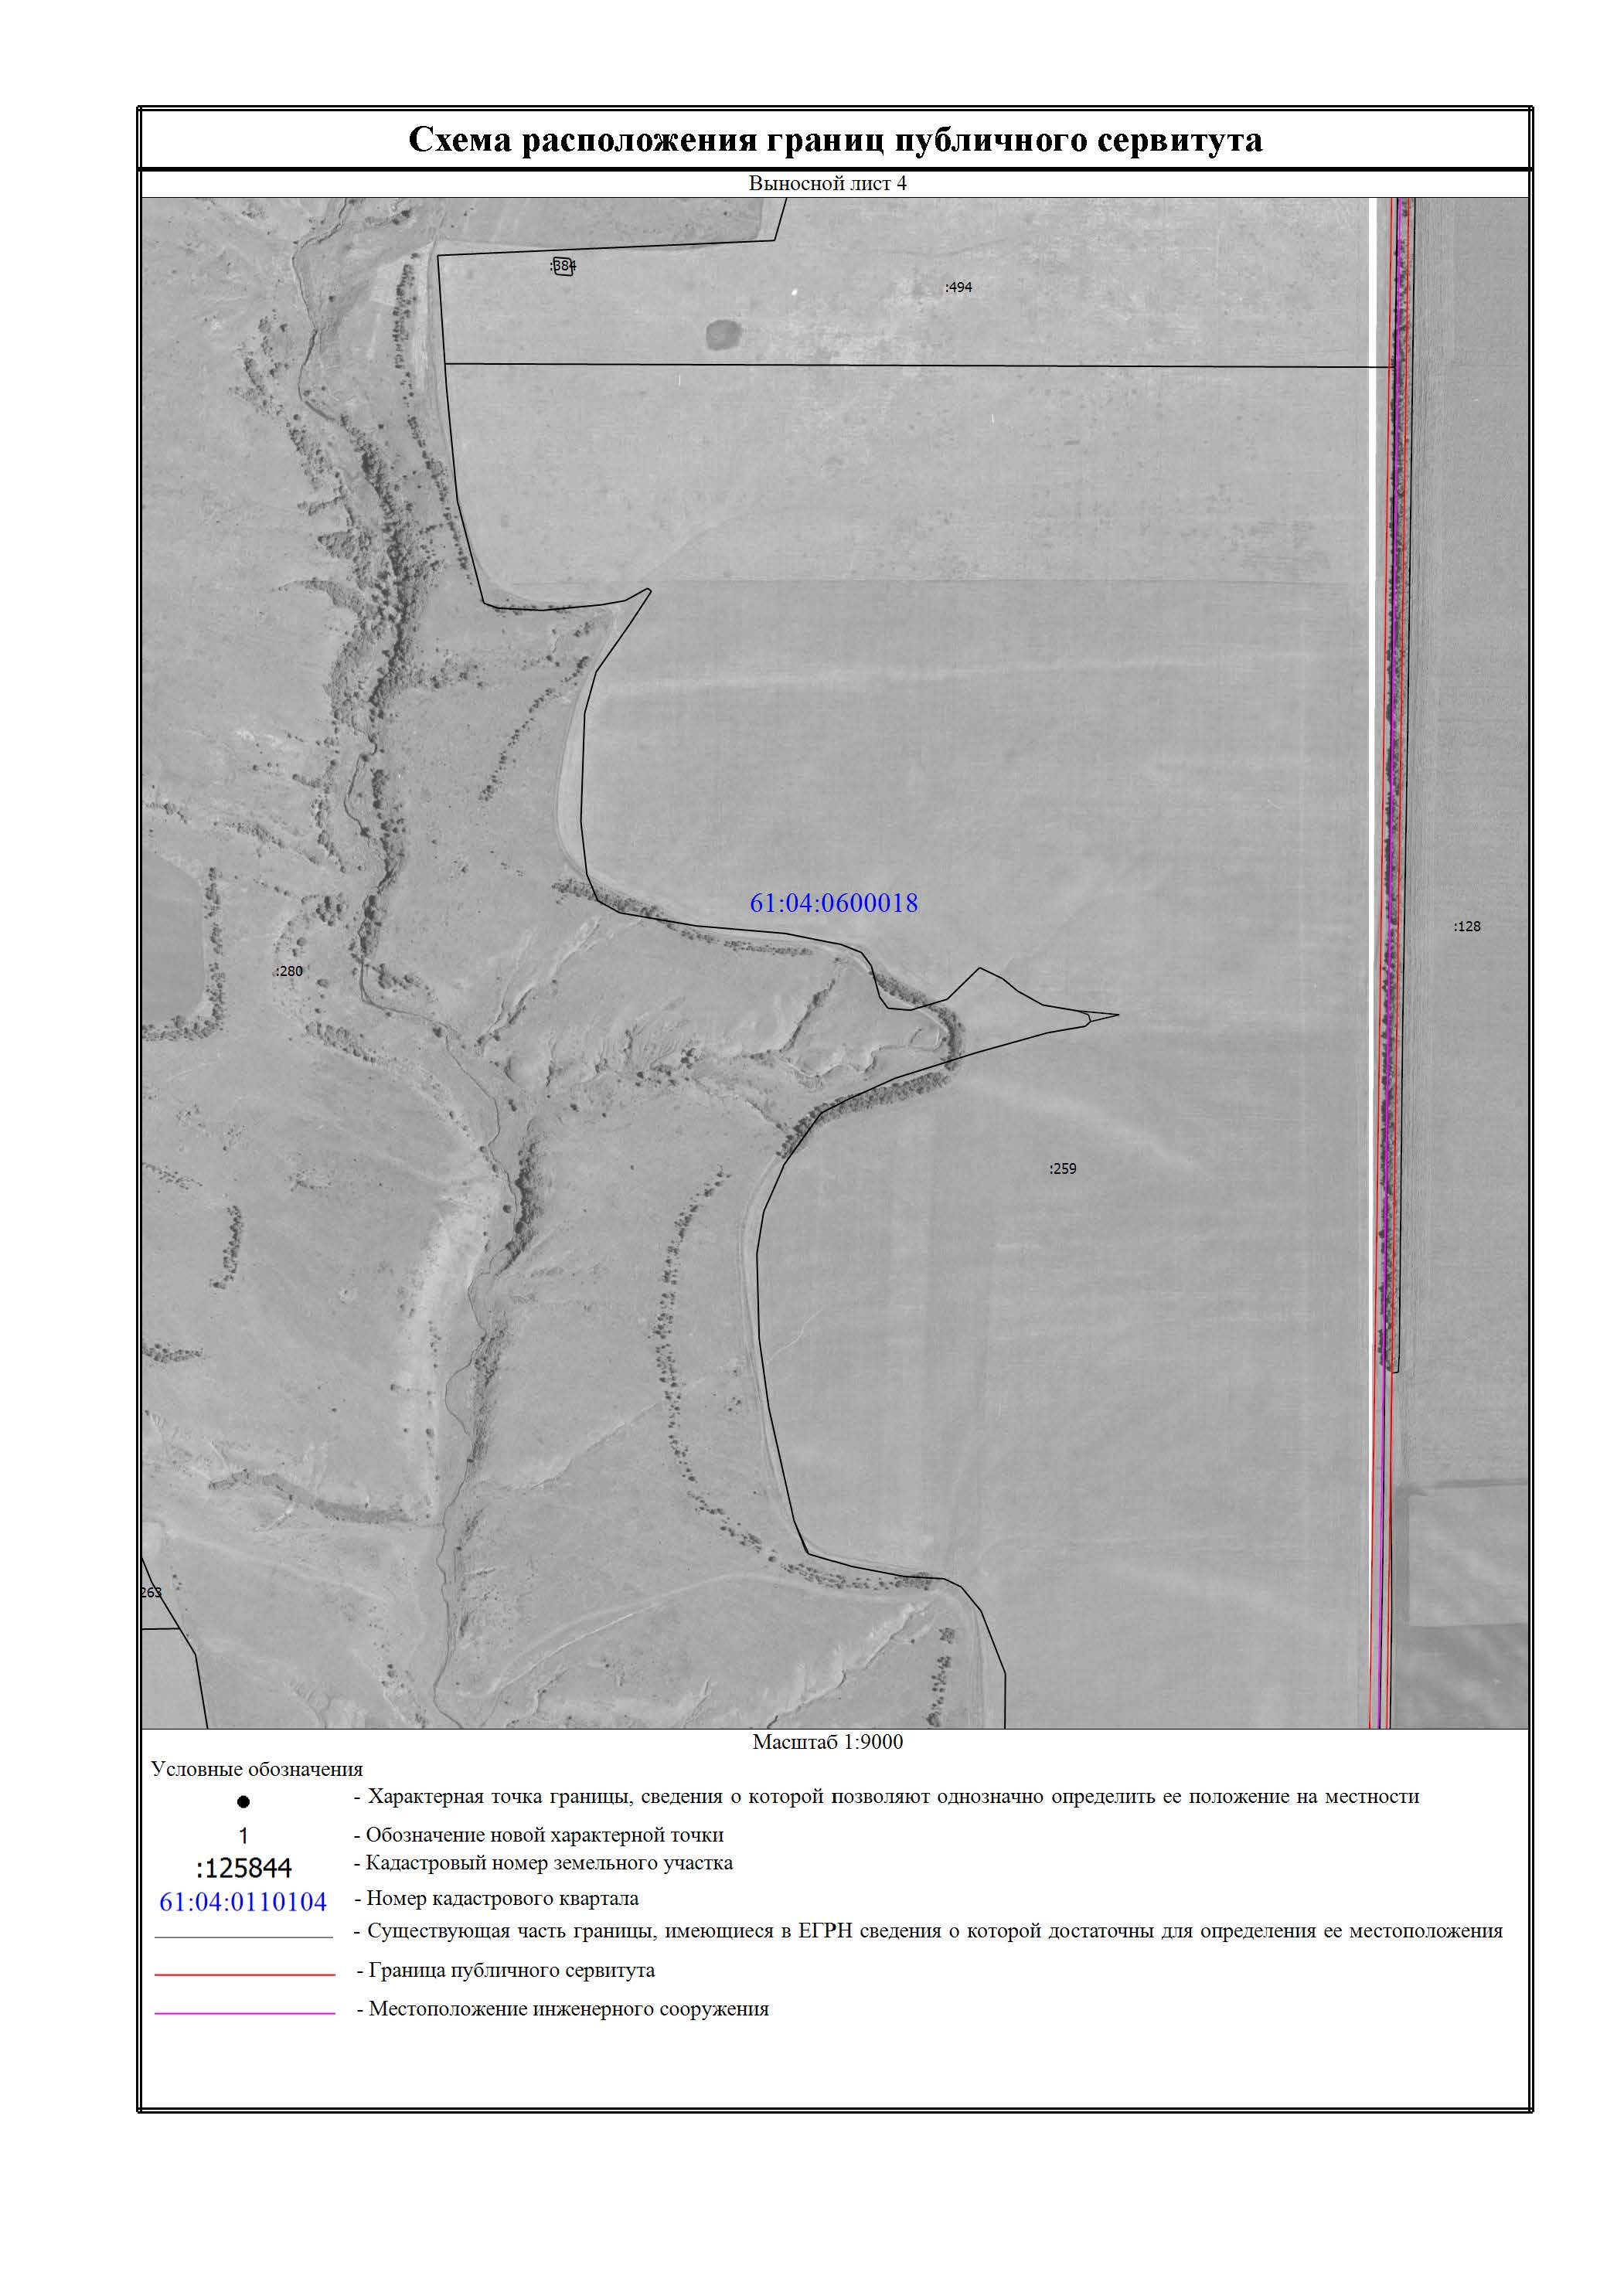 Схема расположения границ публичного сервитута
Выносной лист 4
:384
:494
61:04:0600018
:128
:280
:259
263
Масштаб 1:9000
Условные обозначения
- Характерная точка границы, сведения о которой позволяют однозначно определить ее положение на местности
1 - Обозначение новой характерной точки
:125844 - Кадастровый номер земельного участка
61:04:0110104 - Номер кадастрового квартала
- Существующая часть границы, имеющиеся в ЕГРН сведения о которой достаточны для определения ее местоположения
- Граница публичного сервитута
- Местоположение инженерного сооружения